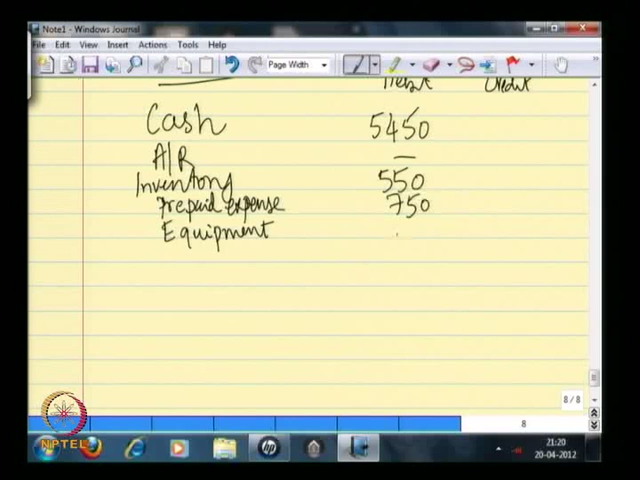 Note1 - Windows Journal
File Edit View Insert Actions Tools Help
Page Width
Debit Credit
Cash 5450
A/R —
Inventory 550
Prepaid expense 750
Equipment
8/8
8
NPTEL
21:20
20-04-2012